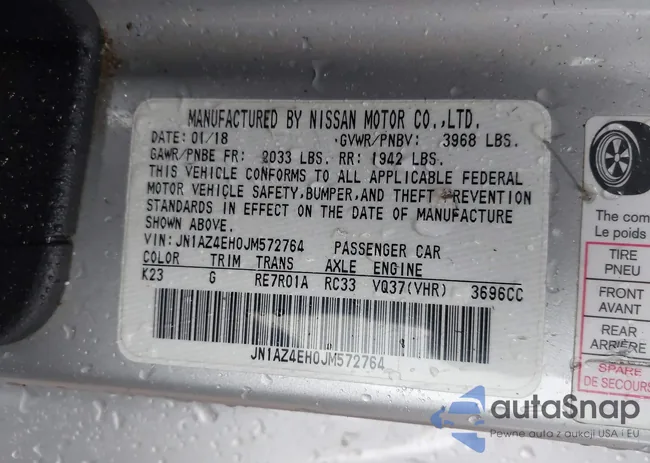 MANUFACTURED BY NISSAN MOTOR CO.,LTD.
DATE: 01/18 GVWR/PNBV: 3968 LBS.
GAWR/PNBE FR: 2033 LBS. RR: 1942 LBS.
THIS VEHICLE CONFORMS TO ALL APPLICABLE FEDERAL
MOTOR VEHICLE SAFETY,BUMPER,AND THEFT PREVENTION
STANDARDS IN EFFECT ON THE DATE OF MANUFACTURE
SHOWN ABOVE.
VIN: JN1AZ4EH0JM572764 PASSENGER CAR
COLOR TRIM TRANS AXLE ENGINE
K23 G RE7R01A RC33 VQ37(VHR) 3696CC
JN1AZ4EH0JM572764
The com
Le poids
TIRE
PNEU
FRONT
AVANT
REAR
ARRIÈRE
SPARE
DE SECOURS
autaSnap
Pewne auta z aukcji USA i EU